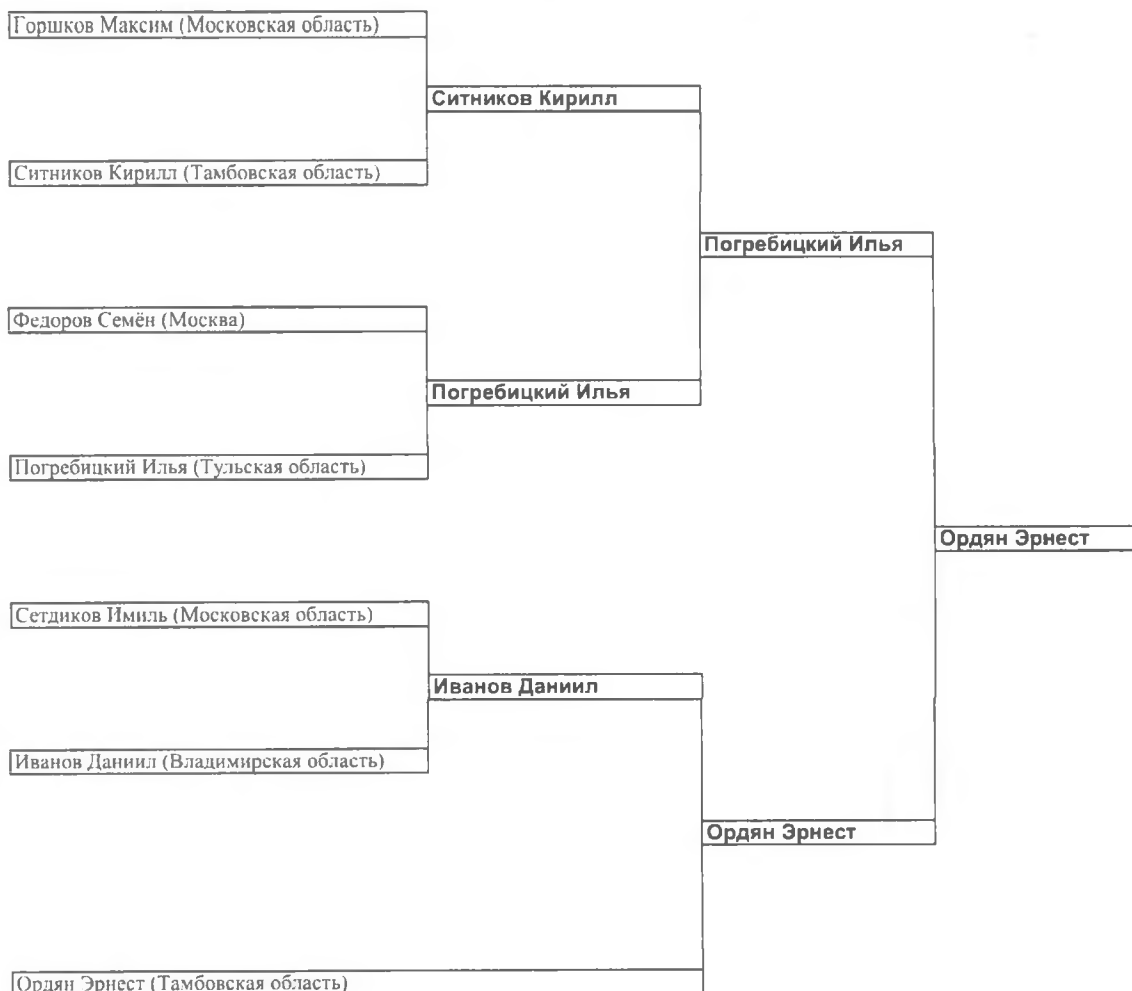 Горшков Максим (Московская область)
Ситников Кирилл
Ситников Кирилл (Тамбовская область)
Погребицкий Илья
Федоров Семён (Москва)
Погребицкий Илья
Погребицкий Илья (Тульская область)
Ордян Эрнест
Сетдиков Имиль (Московская область)
Иванов Даниил
Иванов Даниил (Владимирская область)
Ордян Эрнест
Ордян Эрнест (Тамбовская область)